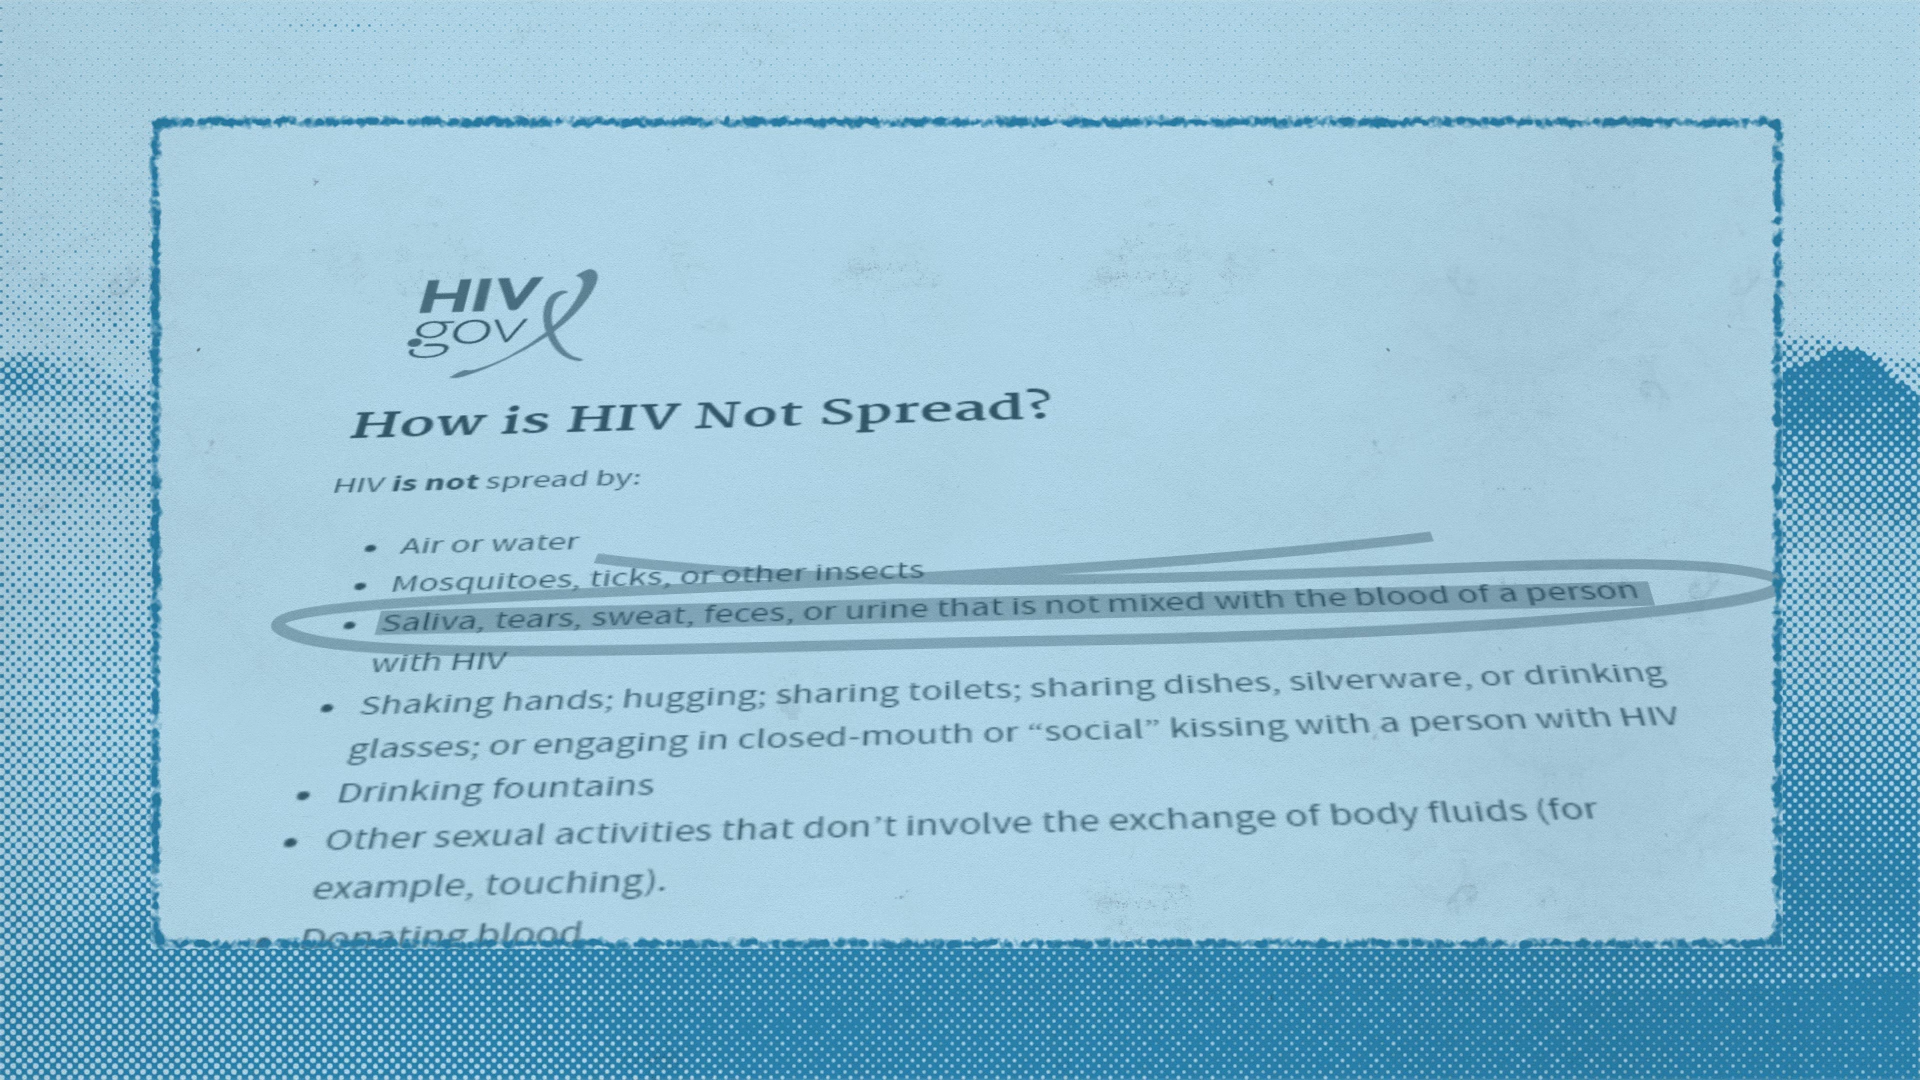 HIV
gov
How is HIV Not Spread?
HIV is not spread by:
• Air or water
• Mosquitoes, ticks, or other insects
• Saliva, tears, sweat, feces, or urine that is not mixed with the blood of a person
with HIV
• Shaking hands; hugging; sharing toilets; sharing dishes, silverware, or drinking
glasses; or engaging in closed-mouth or “social” kissing with a person with HIV
• Drinking fountains
• Other sexual activities that don’t involve the exchange of body fluids (for
example, touching).
• Donating blood